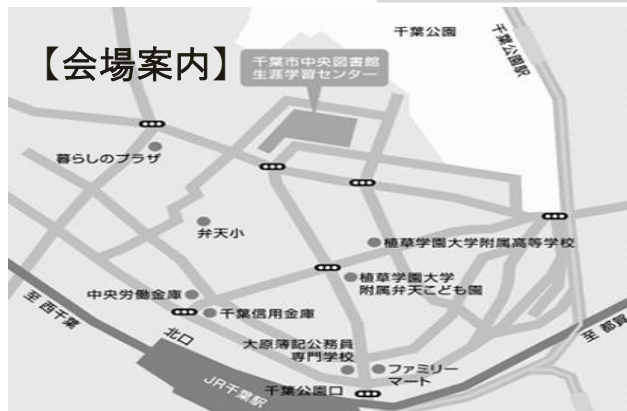 【会場案内】
千葉市中央図書館
生涯学習センター
千葉公園
千葉公園駅
暮らしのプラザ
弁天小
植草学園大学附属高等学校
植草学園大学
附属弁天こども園
中央労働金庫
千葉信用金庫
至 西千葉
北口
大原簿記公務員
専門学校
ファミリー
マート
至 都賀
JR千葉駅
千葉公園口